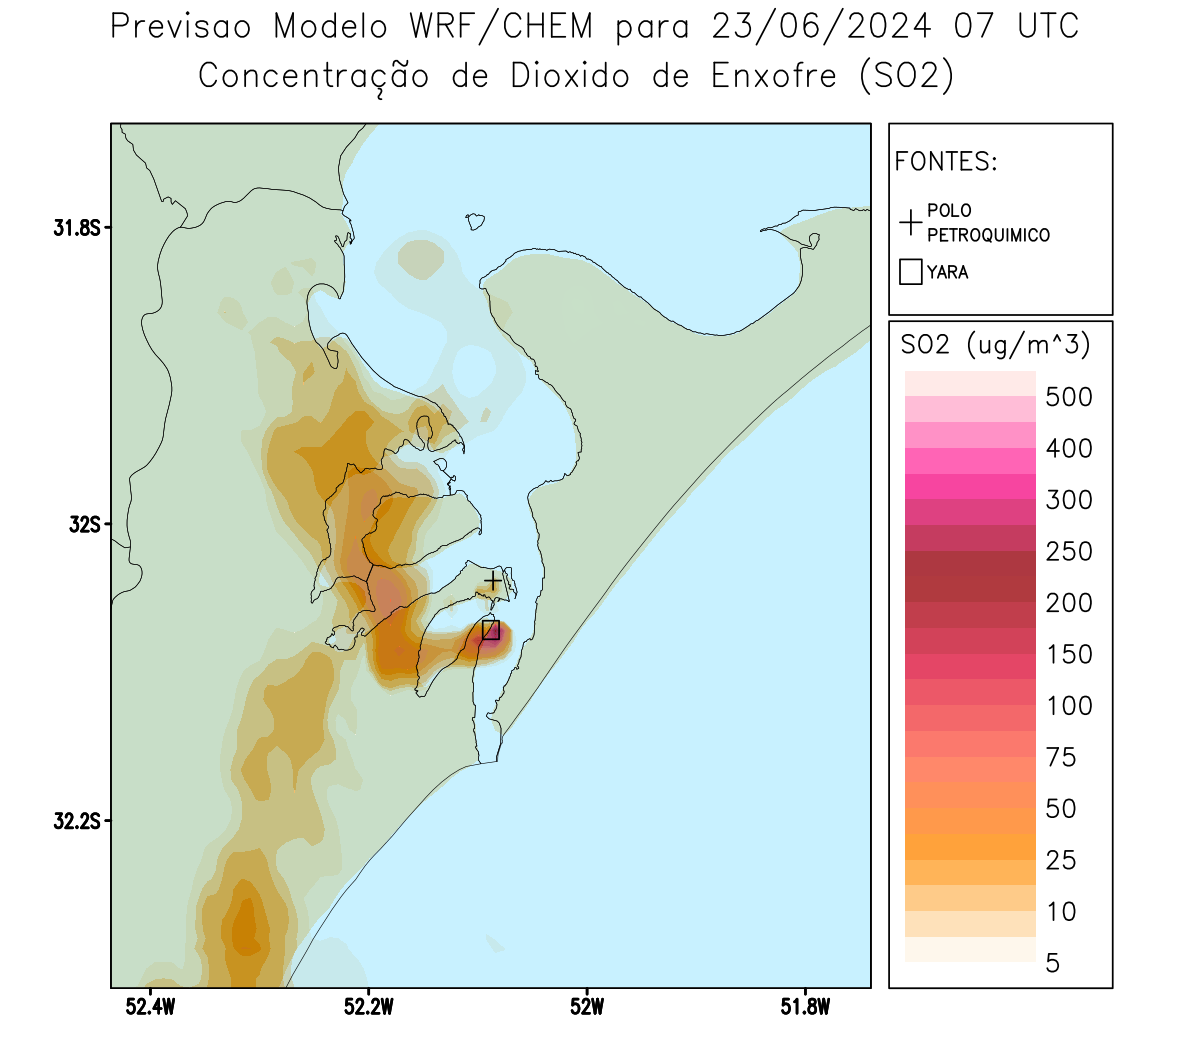 Previsao Modelo WRF/CHEM para 23/06/2024 07 UTC
Concentração de Dioxido de Enxofre (SO2)
FONTES:
POLO
PETROQUIMICO
YARA
SO2 (ug/m^3)
500
400
300
250
200
150
100
75
50
25
10
5
31.8S
32S
32.2S
52.4W
52.2W
52W
51.8W